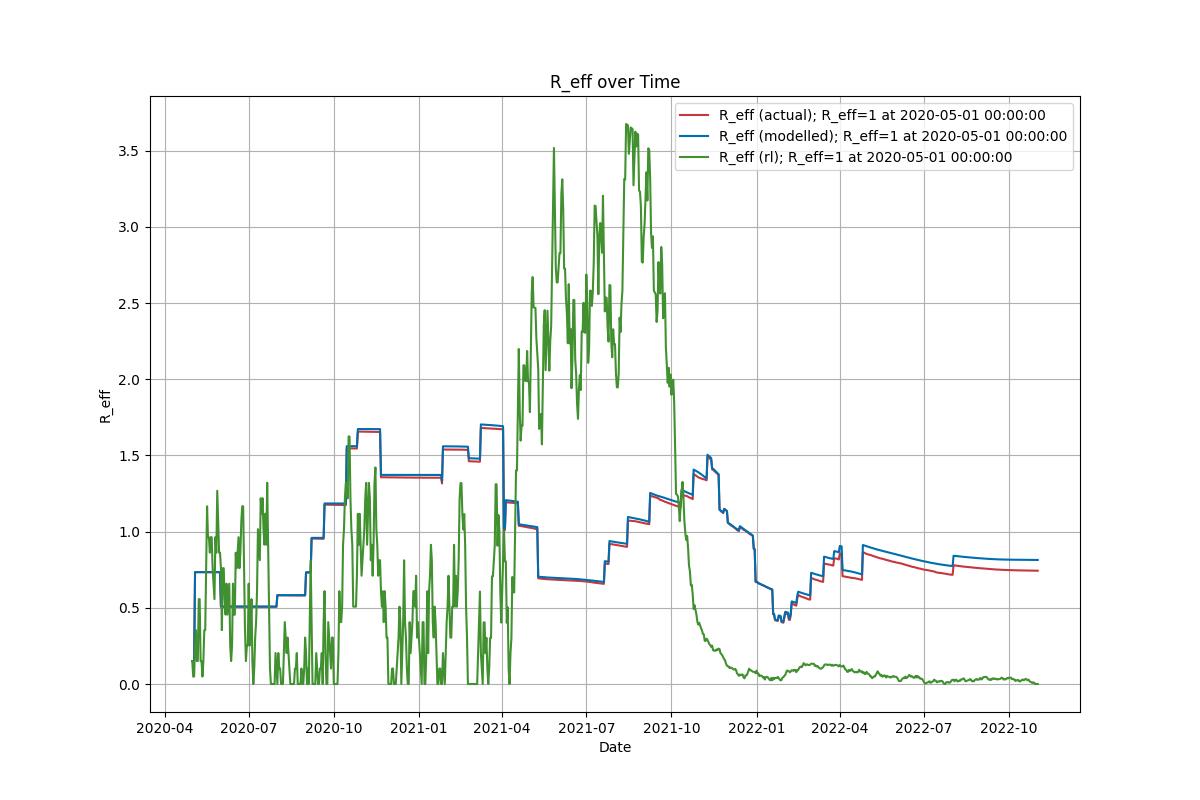 R_eff over Time
R_eff (actual); R_eff=1 at 2020-05-01 00:00:00
R_eff (modelled); R_eff=1 at 2020-05-01 00:00:00
R_eff (rl); R_eff=1 at 2020-05-01 00:00:00
R_eff
3.5
3.0
2.5
2.0
1.5
1.0
0.5
0.0
2020-04 2020-07 2020-10 2021-01 2021-04 2021-07 2021-10 2022-01 2022-04 2022-07 2022-10
Date